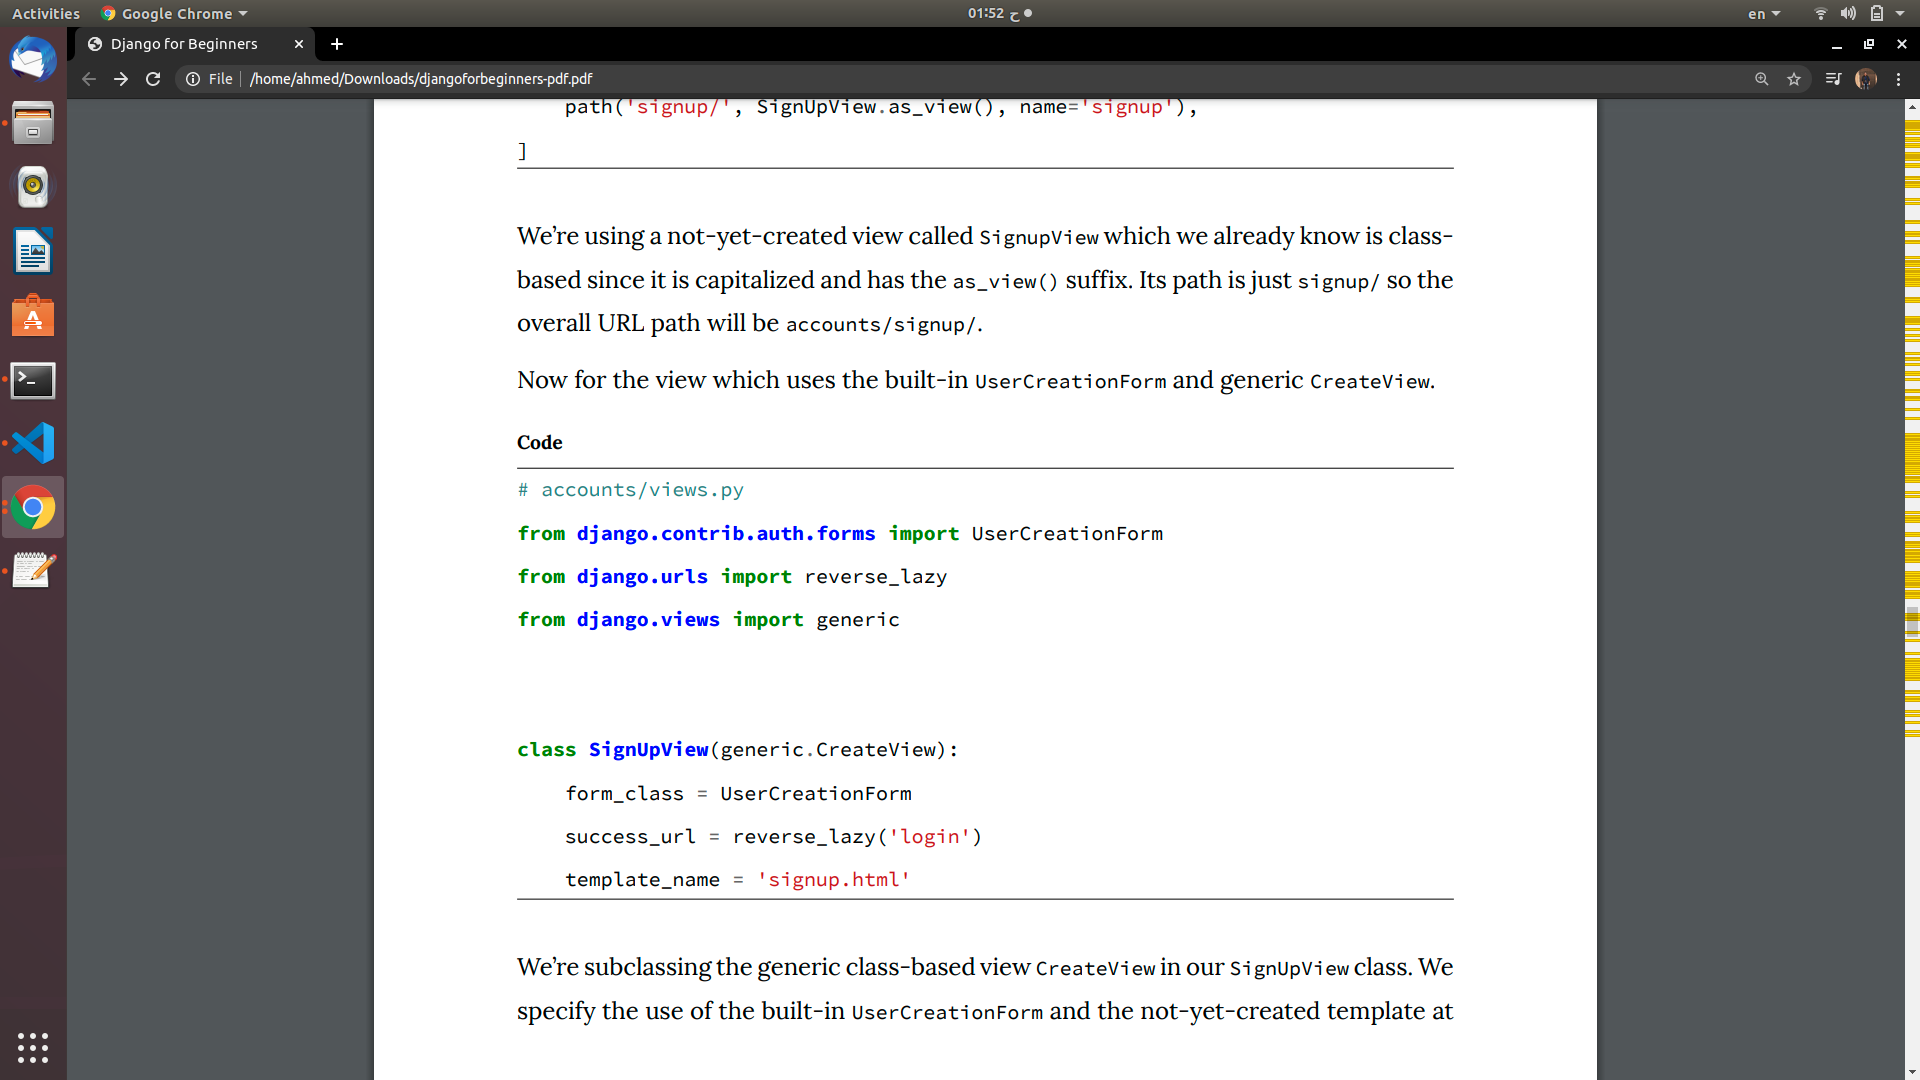 Activities Google Chrome 01:52 ح en
Django for Beginners
File /home/ahmed/Downloads/djangoforbeginners-pdf.pdf
path('signup/', SignUpView.as_view(), name='signup'),
]
We’re using a not-yet-created view called SignupView which we already know is class-
based since it is capitalized and has the as_view() suffix. Its path is just signup/ so the
overall URL path will be accounts/signup/.
Now for the view which uses the built-in UserCreationForm and generic CreateView.
Code
# accounts/views.py
from django.contrib.auth.forms import UserCreationForm
from django.urls import reverse_lazy
from django.views import generic
class SignUpView(generic.CreateView):
form_class = UserCreationForm
success_url = reverse_lazy('login')
template_name = 'signup.html'
We’re subclassing the generic class-based view CreateView in our SignUpView class. We
specify the use of the built-in UserCreationForm and the not-yet-created template at